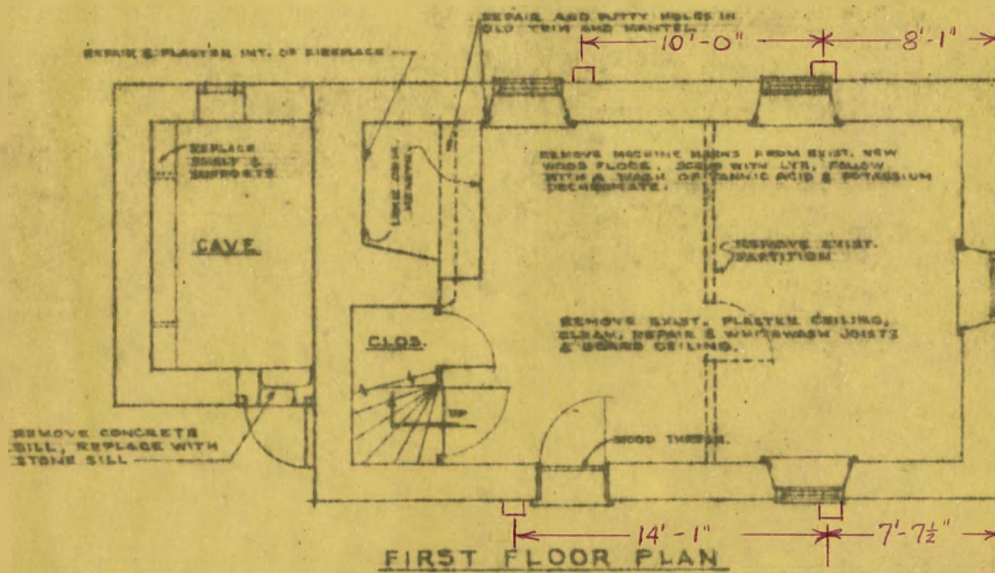 REPAIR AND PUTTY HOLES IN
OLD TRIM AND MANTEL.
10'-0"
8'-1"
REPAIR & PLASTER INT. OF FIREPLACE
REPLACE
SHELF &
SUPPORTS
CAVE
REMOVE MACHINE MARKS FROM EXIST. NEW
WOOD FLOOR. SCRUB WITH LYE, FOLLOW
WITH A WASH OF TANNIC ACID & POTASSIUM
DECHROMATE.
REMOVE EXIST.
PARTITION
REMOVE EXIST. PLASTER CEILING,
CLEAN, REPAIR & WHITEWASH JOISTS
& BOARD CEILING.
CLOS.
UP
REMOVE CONCRETE
SILL, REPLACE WITH
STONE SILL
WOOD THRESH.
14'-1"
7'-7½"
FIRST FLOOR PLAN